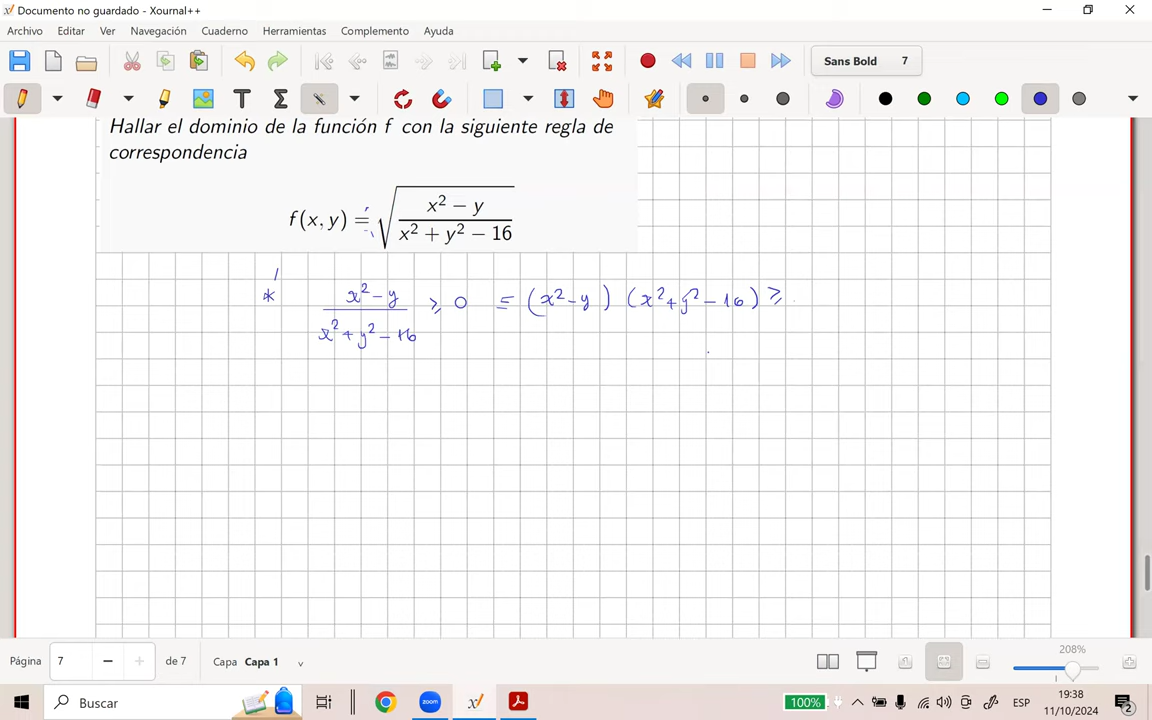 Documento no guardado - Xournal++
Archivo Editar Ver Navegación Cuaderno Herramientas Complemento Ayuda
Sans Bold 7
Hallar el dominio de la función f con la siguiente regla de
correspondencia
f(x, y) = √((x² − y)/(x² + y² − 16))
* (x² − y)/(x² + y² − 16) ≥ 0 ≡ (x² − y) (x² + y² − 16) ≥
Página 7 de 7 Capa Capa 1 208%
Buscar zoom 100% ESP 19:38
11/10/2024 2